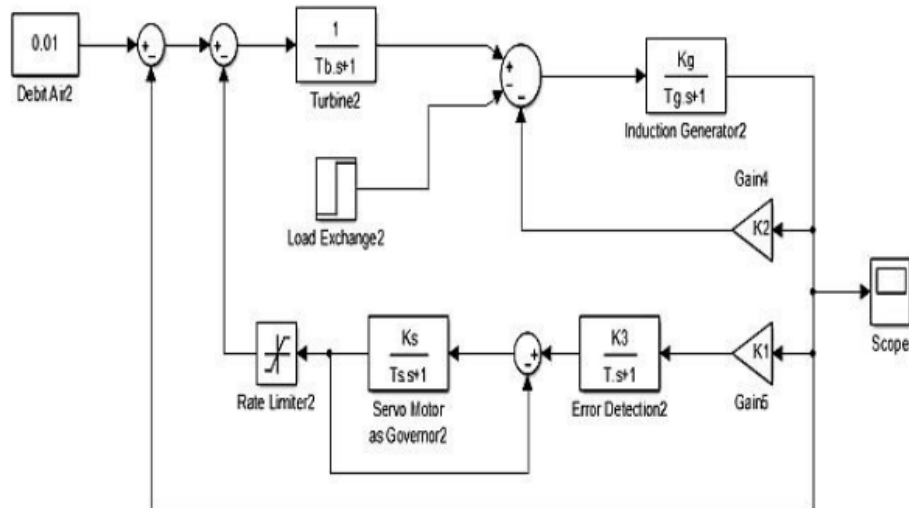 0.01
Debit Air2
1
Tb.s+1
Turbine2
Kg
Tg.s+1
Induction Generator2
Load Exchange2
Gain4
K2
Scope
Rate Limiter2
Ks
Ts.s+1
Servo Motor
as Governor2
K3
T.s+1
Error Detection2
K1
Gain5